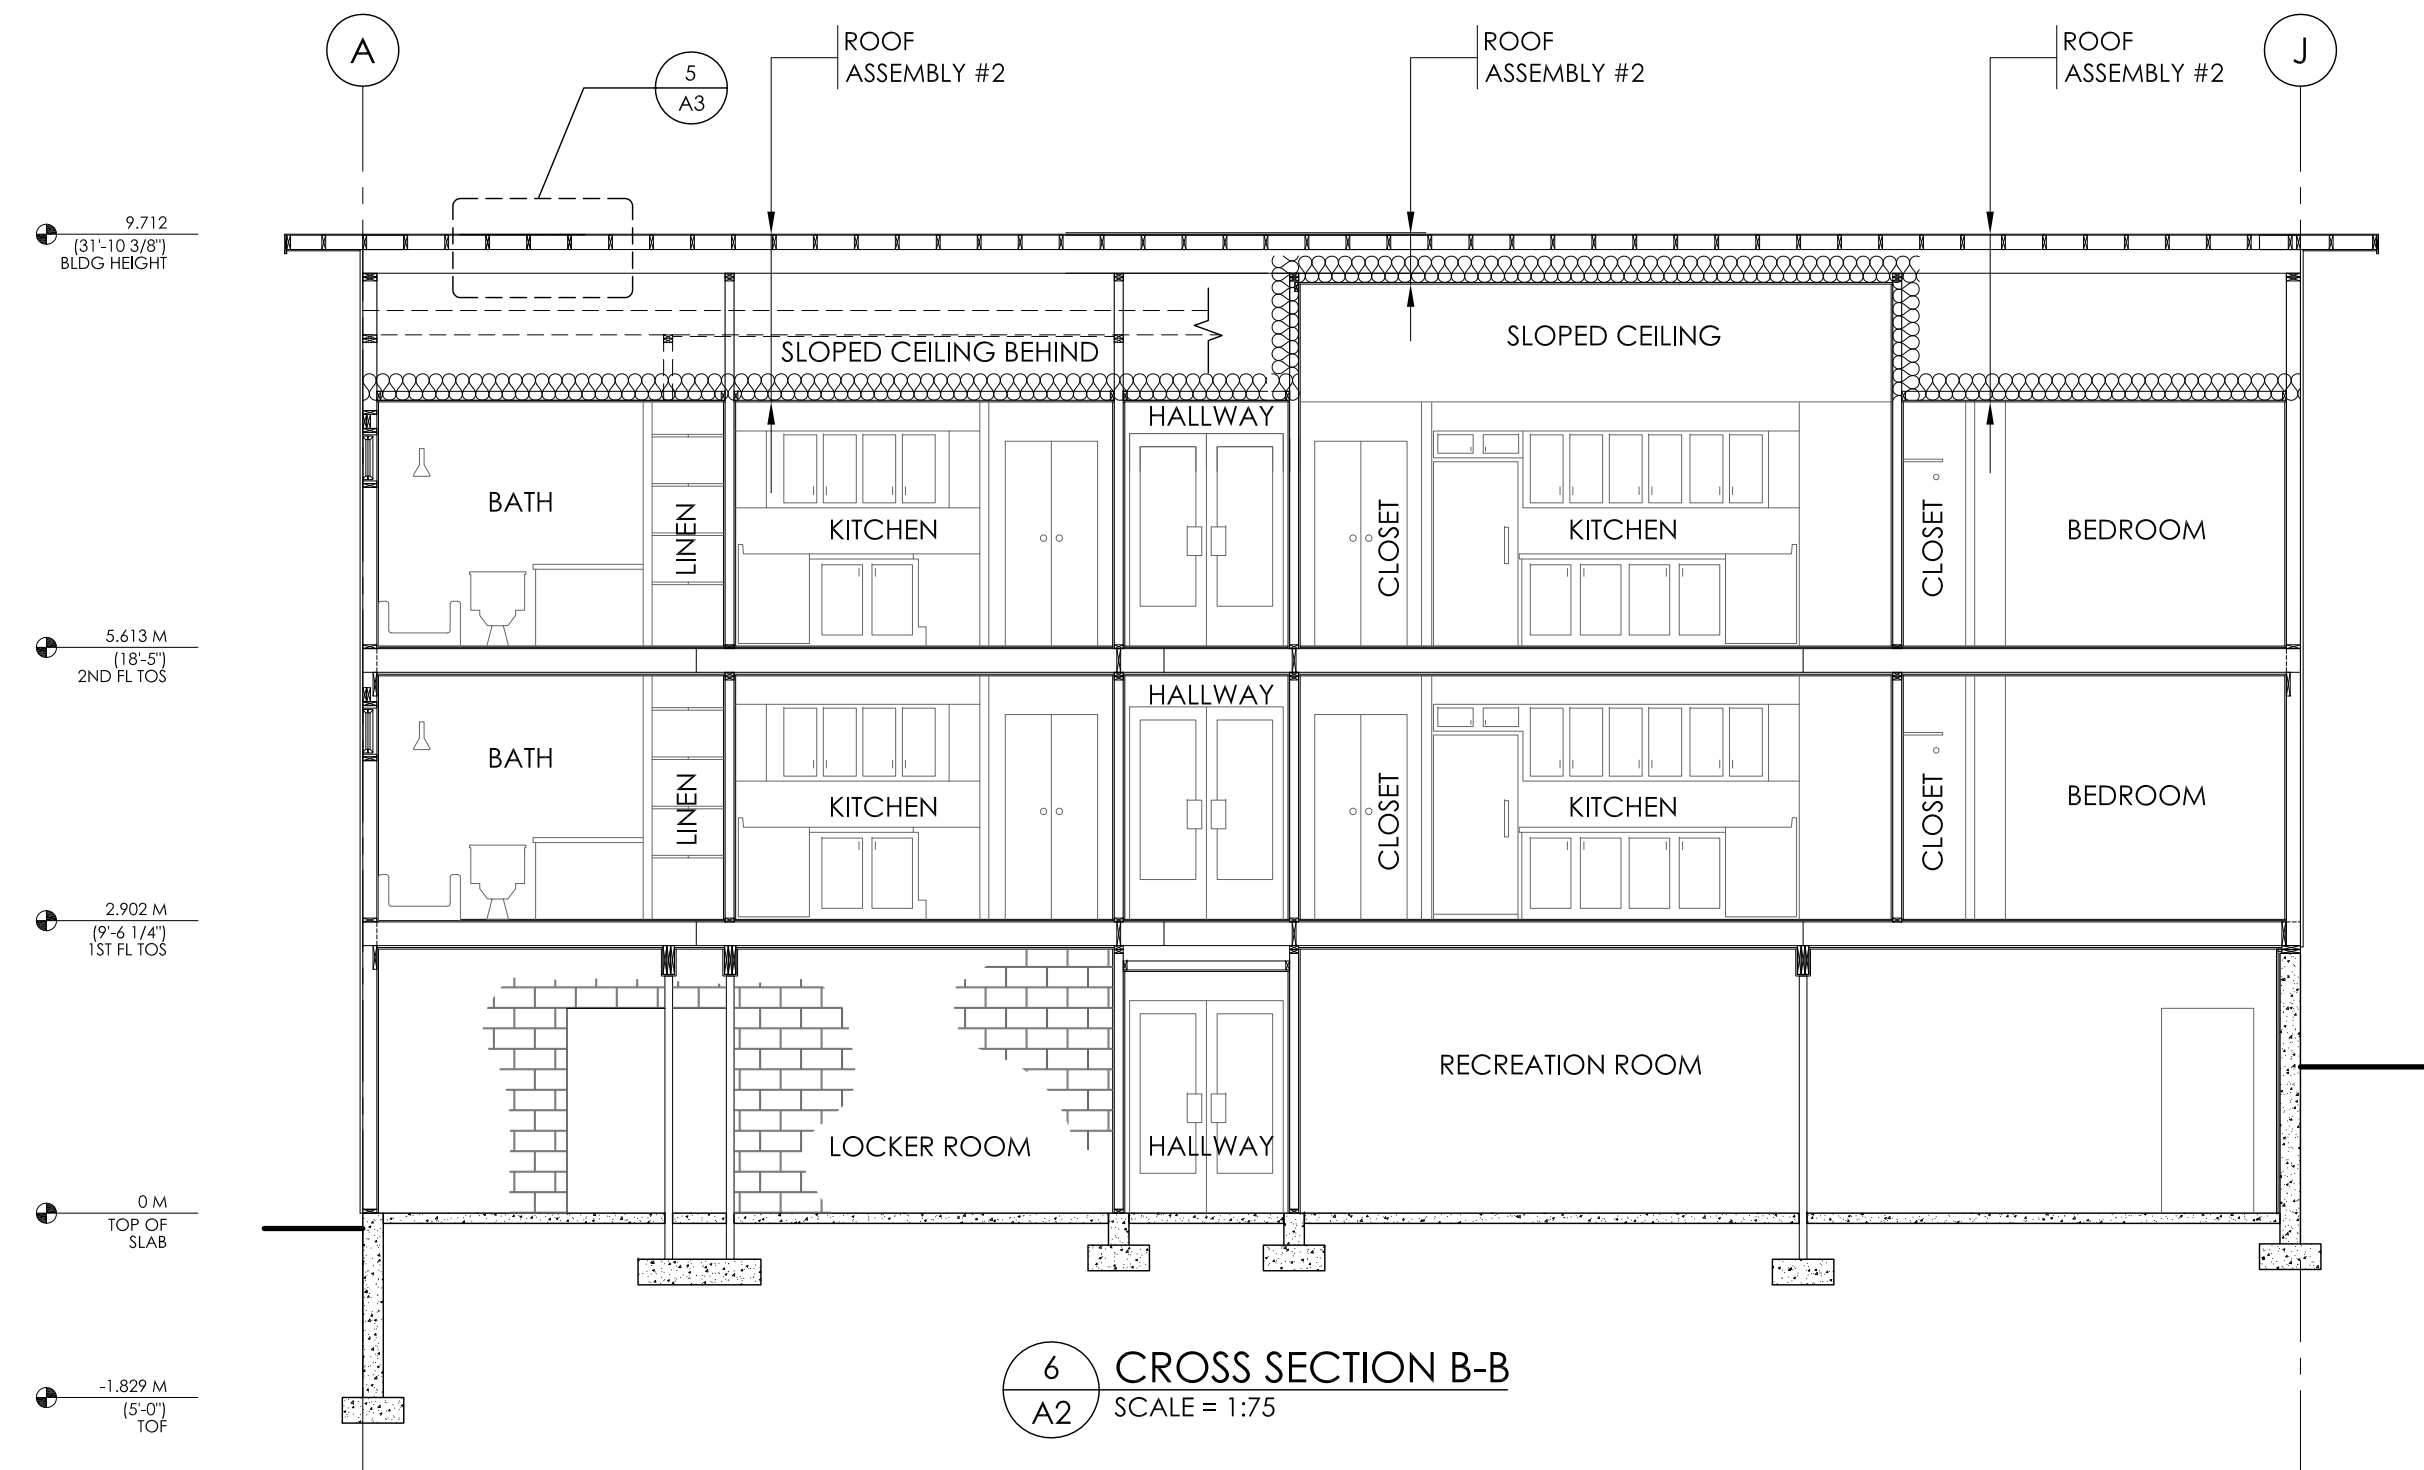 A
5
A3
ROOF
ASSEMBLY #2
ROOF
ASSEMBLY #2
ROOF
ASSEMBLY #2
J
9.712
(31'-10 3/8")
BLDG HEIGHT
SLOPED CEILING BEHIND
SLOPED CEILING
HALLWAY
BATH
LINEN
KITCHEN
CLOSET
KITCHEN
CLOSET
BEDROOM
5.613 M
(18'-5")
2ND FL TOS
HALLWAY
BATH
LINEN
KITCHEN
CLOSET
KITCHEN
CLOSET
BEDROOM
2.902 M
(9'-6 1/4")
1ST FL TOS
RECREATION ROOM
LOCKER ROOM
HALLWAY
0 M
TOP OF
SLAB
-1.829 M
(5'-0")
TOF
6
A2
CROSS SECTION B-B
SCALE = 1:75